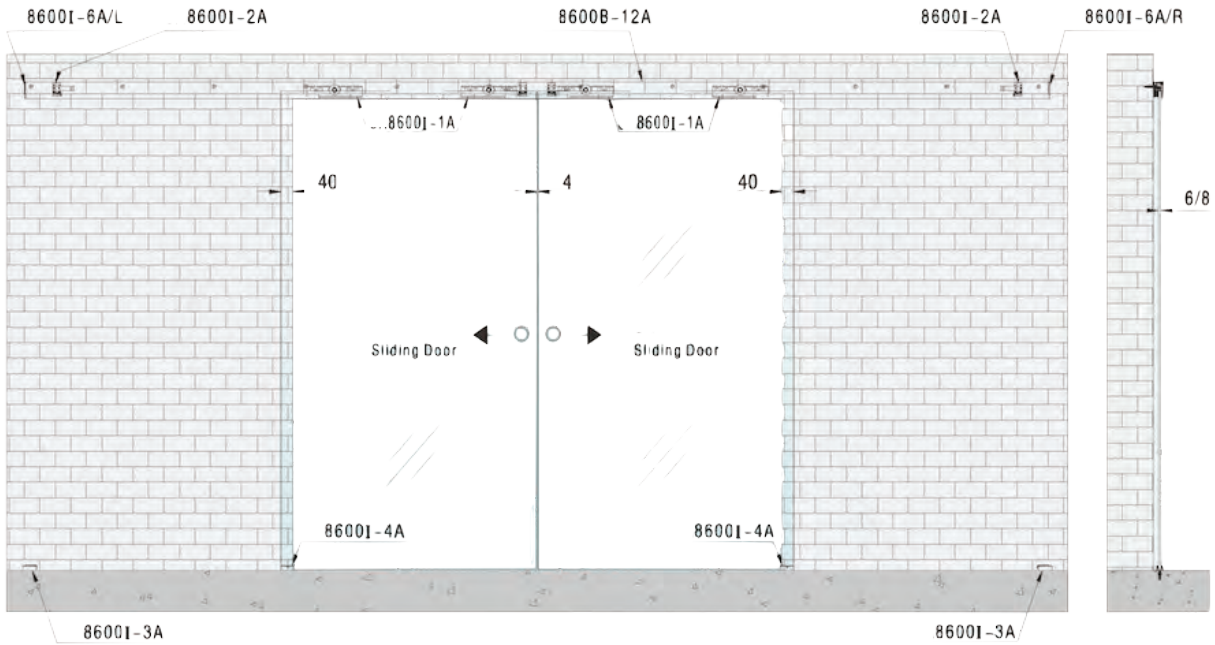 8600I-6A/L 8600I-2A 8600B-12A 8600I-2A 8600I-6A/R
8600I-1A 8600I-1A
40 4 40
6/8
Sliding Door Sliding Door
8600I-4A 8600I-4A
8600I-3A 8600I-3A